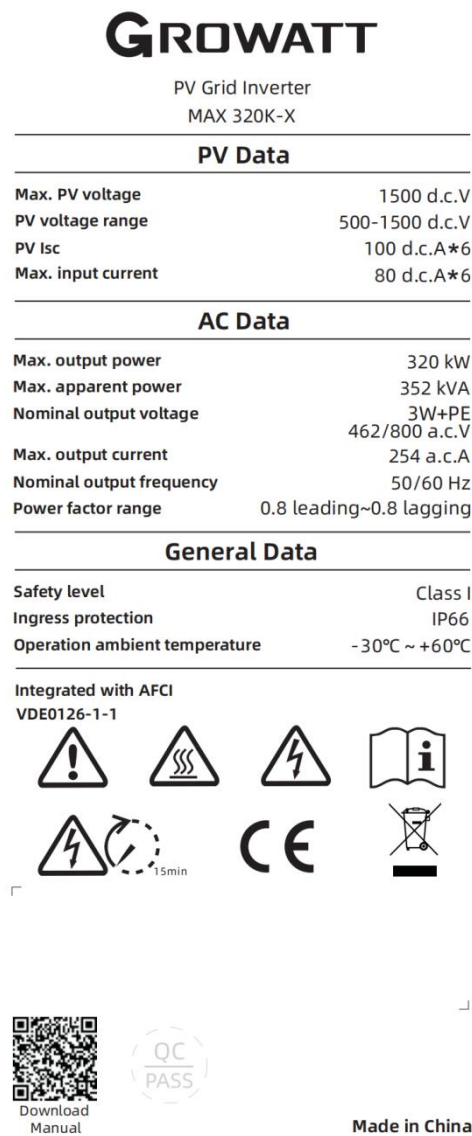 GROWATT
PV Grid Inverter
MAX 320K-X
PV Data
Max. PV voltage 1500 d.c.V
PV voltage range 500-1500 d.c.V
PV Isc 100 d.c.A*6
Max. input current 80 d.c.A*6
AC Data
Max. output power 320 kW
Max. apparent power 352 kVA
Nominal output voltage 3W+PE
462/800 a.c.V
Max. output current 254 a.c.A
Nominal output frequency 50/60 Hz
Power factor range 0.8 leading~0.8 lagging
General Data
Safety level Class I
Ingress protection IP66
Operation ambient temperature -30℃ ~ +60℃
Integrated with AFCI
VDE0126-1-1
15min
CE
QC
PASS
Download
Manual
Made in China